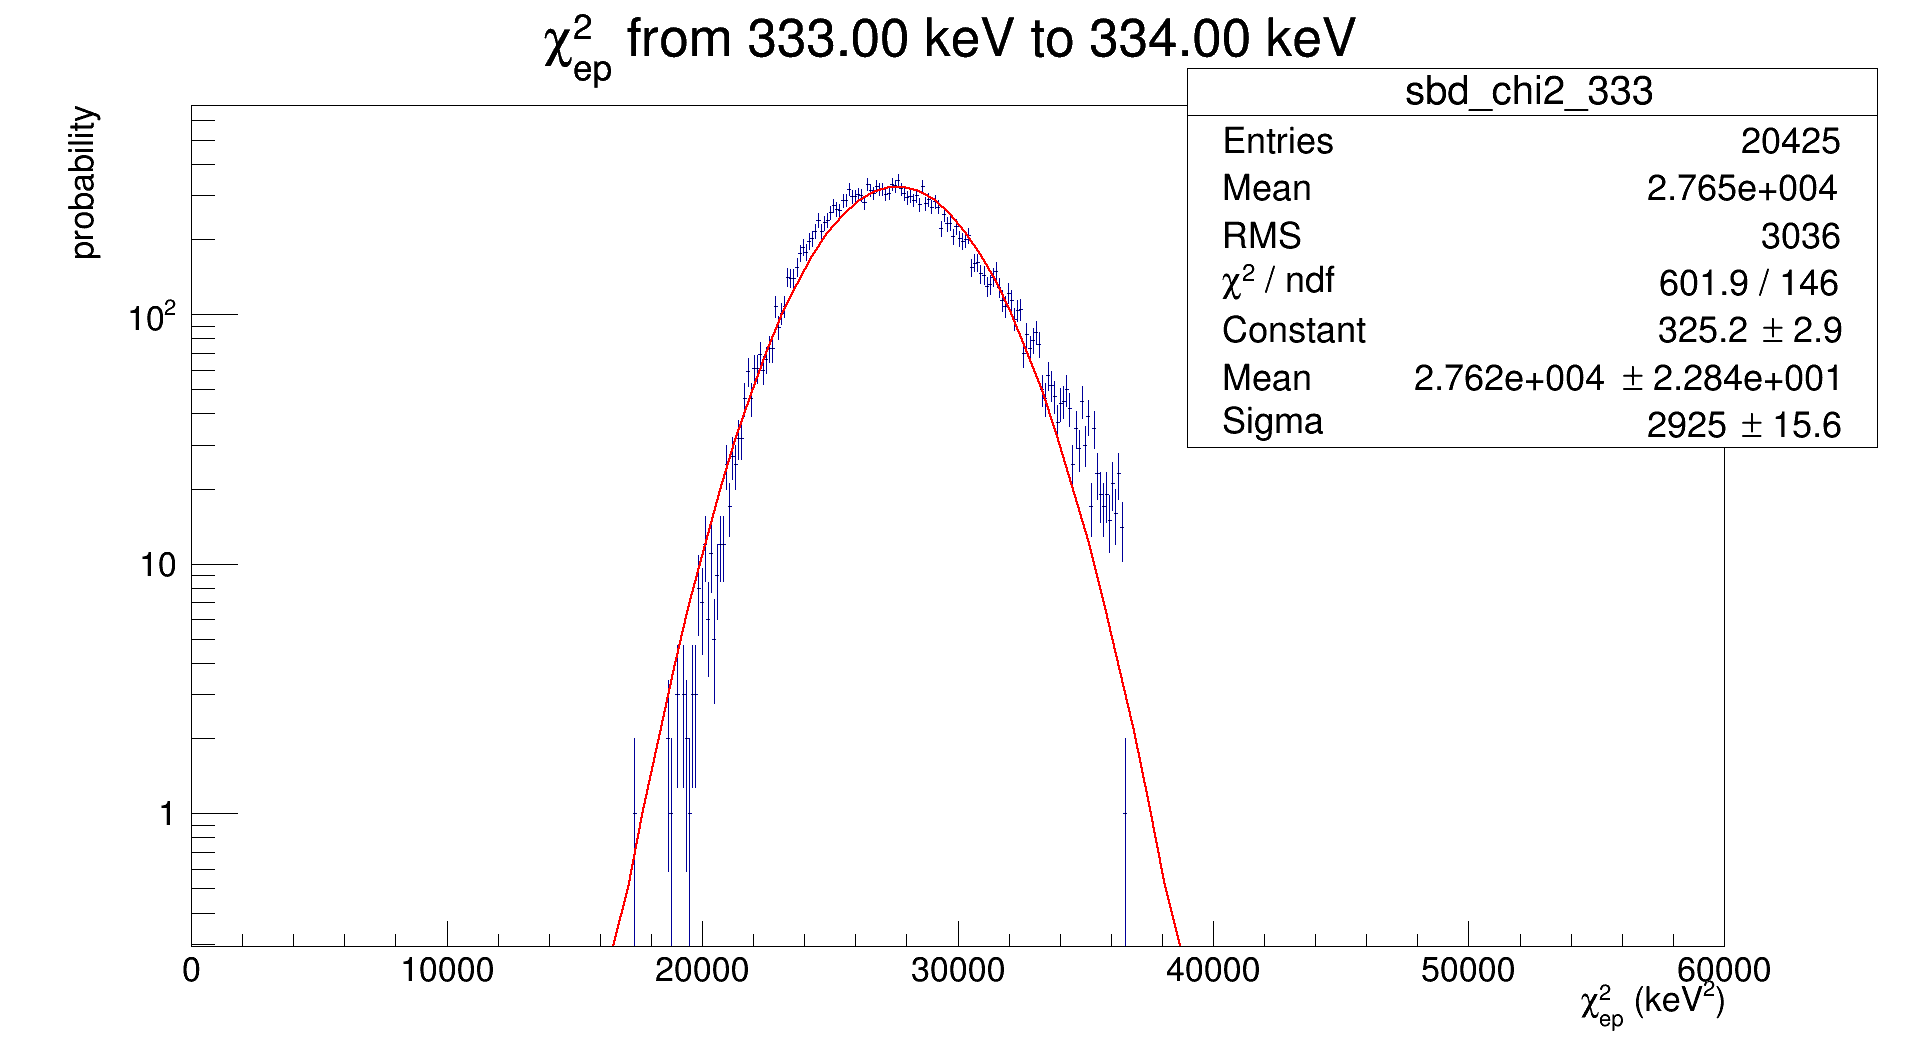 χ²ep from 333.00 keV to 334.00 keV
sbd_chi2_333
Entries 20425
Mean 2.765e+004
RMS 3036
χ² / ndf 601.9 / 146
Constant 325.2 ± 2.9
Mean 2.762e+004 ± 2.284e+001
Sigma 2925 ± 15.6
probability
10²
10
1
0 10000 20000 30000 40000 50000 60000
χ²ep (keV²)